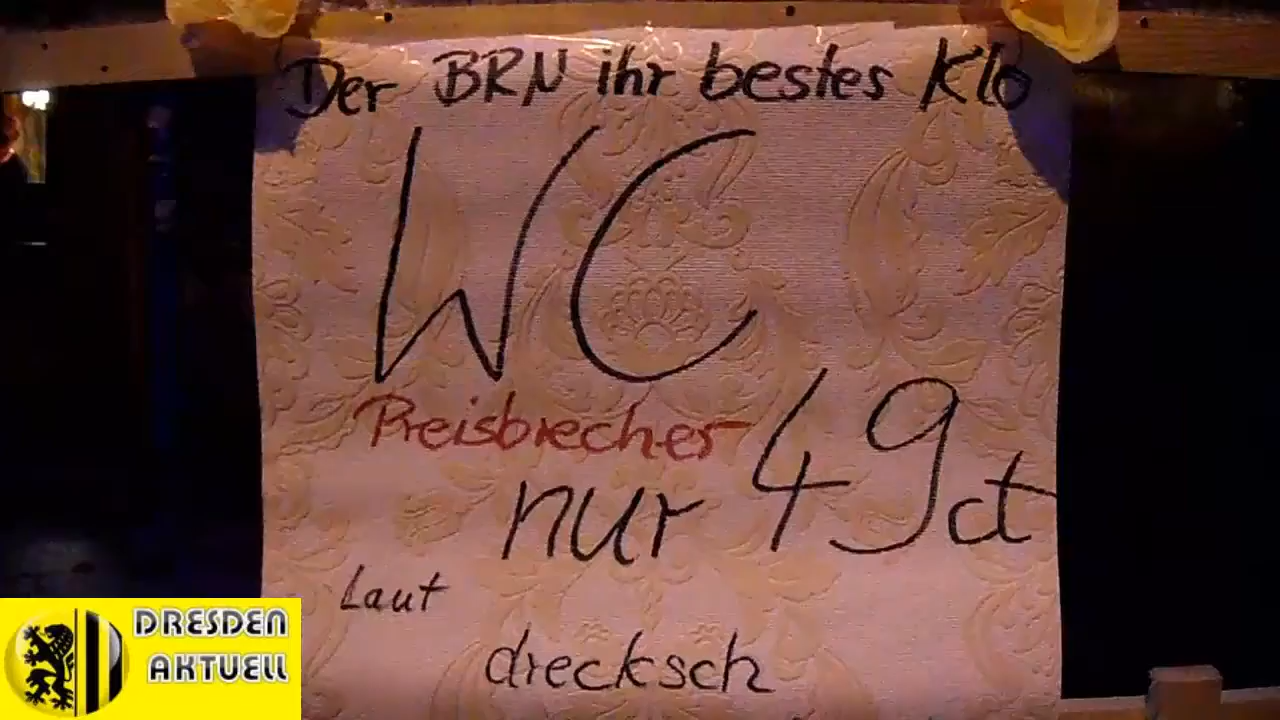 Der BRN ihr bestes Klo
WC
Preisbrecher
nur 49ct
Laut
drecksch
DRESDEN
AKTUELL